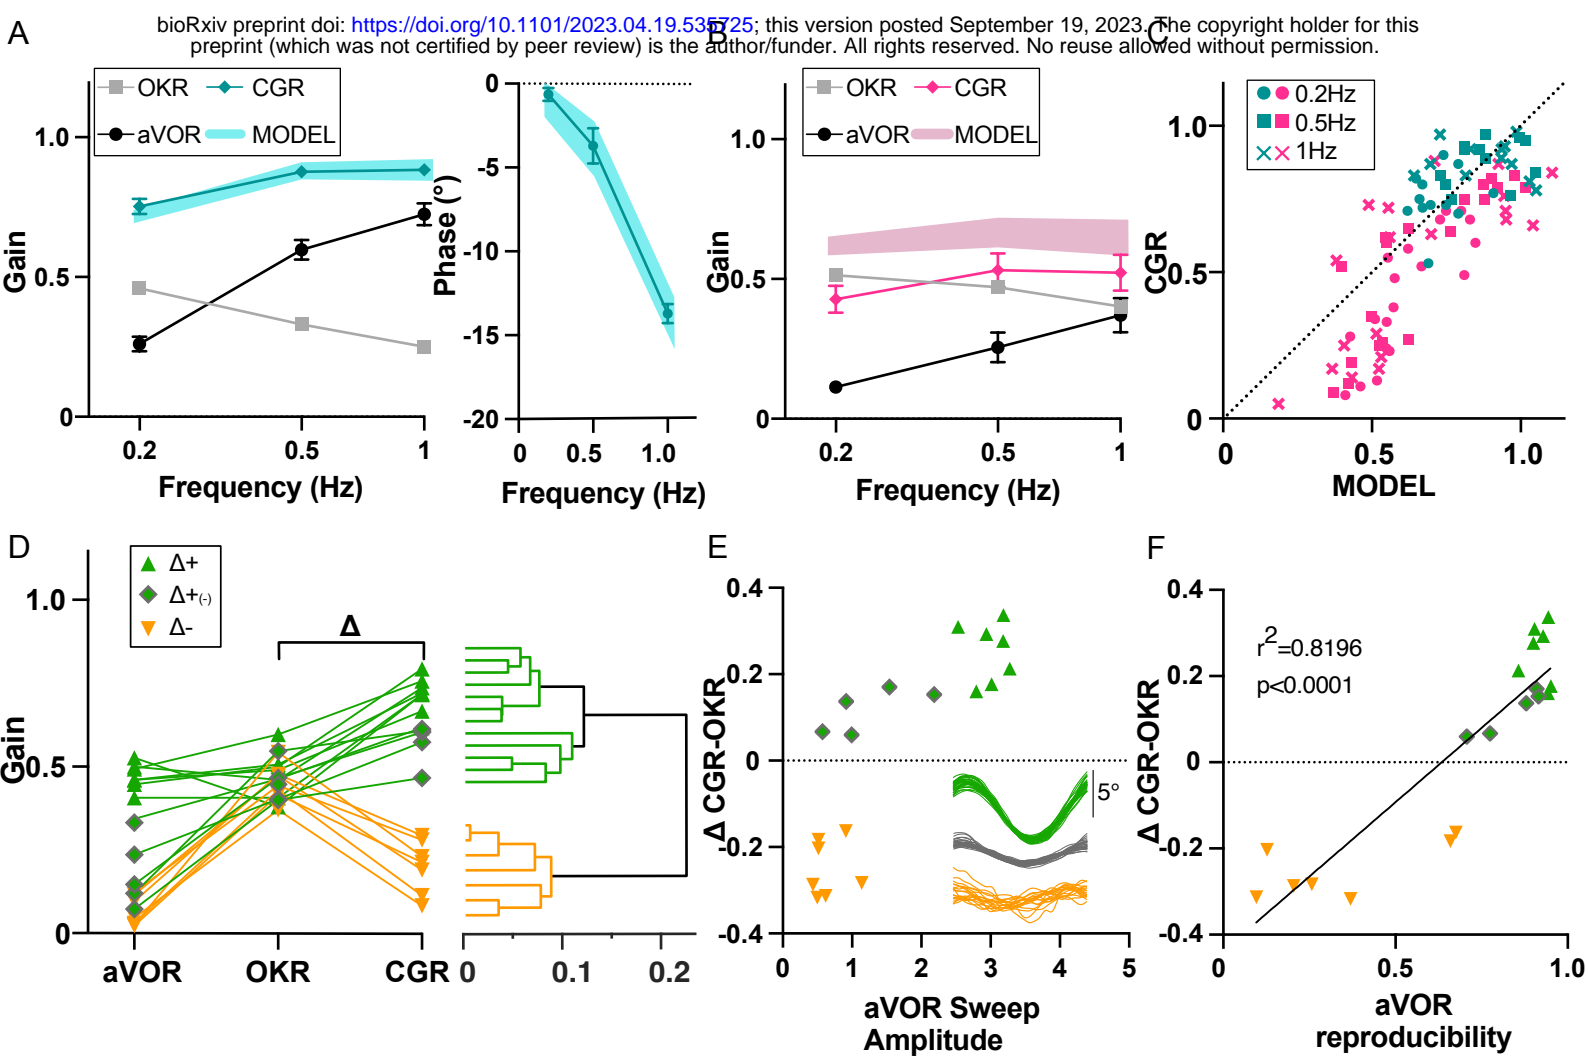 bioRxiv preprint doi: https://doi.org/10.1101/2023.04.19.535725; this version posted September 19, 2023. The copyright holder for this
preprint (which was not certified by peer review) is the author/funder. All rights reserved. No reuse allowed without permission.
A
OKR CGR
aVOR MODEL
1.0
0.5
0
Gain
0.2 0.5 1
Frequency (Hz)
0
-5
-10
-15
-20
Phase (°)
0 0.5 1.0
Frequency (Hz)
B
OKR CGR
aVOR MODEL
1.0
0.5
0
Gain
0.2 0.5 1
Frequency (Hz)
C
0.2Hz
0.5Hz
1Hz
1.0
0.5
0
CGR
0 0.5 1.0
MODEL
D
Δ+
Δ+(-)
Δ-
Δ
1.0
0.5
0
Gain
aVOR OKR CGR
0 0.1 0.2
E
0.4
0.2
0
-0.2
-0.4
Δ CGR-OKR
5°
0 1 2 3 4 5
aVOR Sweep
Amplitude
F
r2=0.8196
p<0.0001
0.4
0.2
0
-0.2
-0.4
Δ CGR-OKR
0 0.5 1.0
aVOR
reproducibility